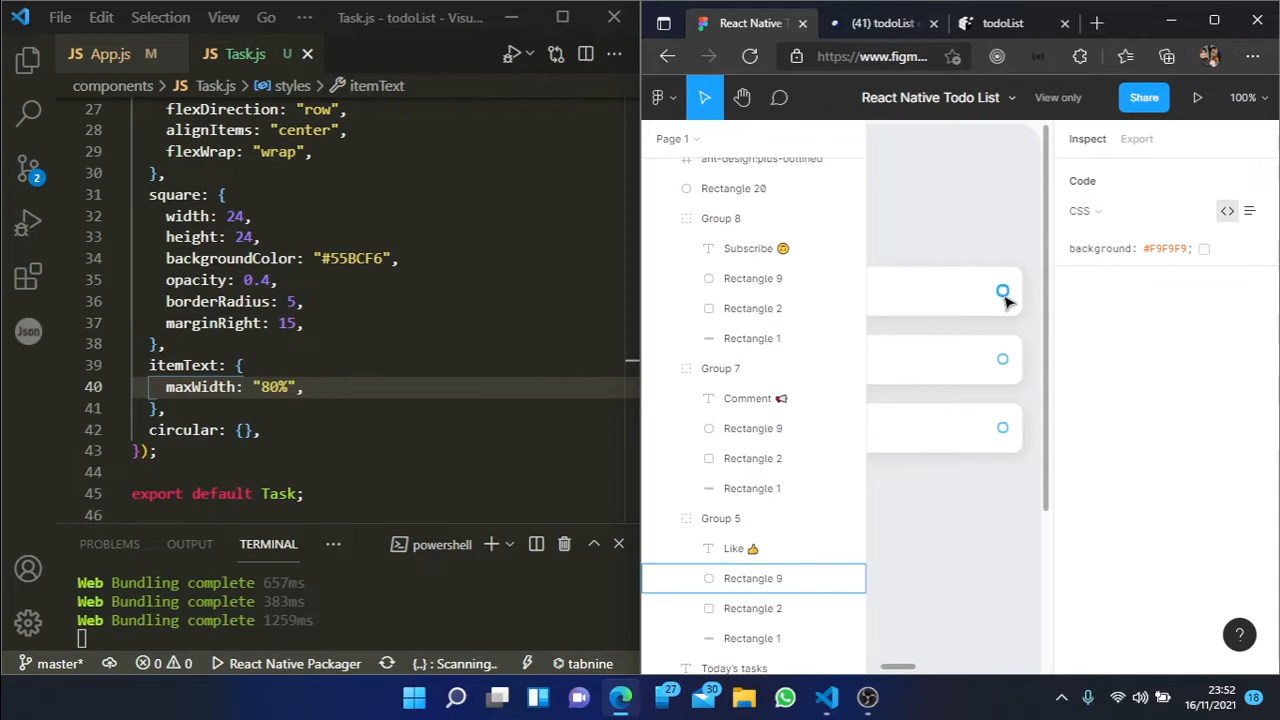 File Edit Selection View Go ··· Task.js - todoList - Visu...
JS App.js M JS Task.js U
components > JS Task.js > styles > itemText
27 flexDirection: "row",
28 alignItems: "center",
29 flexWrap: "wrap",
30 },
31 square: {
32 width: 24,
33 height: 24,
34 backgroundColor: "#55BCF6",
35 opacity: 0.4,
36 borderRadius: 5,
37 marginRight: 15,
38 },
39 itemText: {
40 maxWidth: "80%",
41 },
42 circular: {},
43 });
44
45 export default Task;
46
2
Json
PROBLEMS OUTPUT TERMINAL ··· powershell
Web Bundling complete 657ms
Web Bundling complete 383ms
Web Bundling complete 1259ms
master* 0 0 React Native Packager {..} : Scanning... tabnine
React Native T (41) todoList todoList
https://www.figm...
React Native Todo List View only Share 100%
Page 1
ant-design:plus-outlined
Rectangle 20
Group 8
Subscribe 🙃
Rectangle 9
Rectangle 2
Rectangle 1
Group 7
Comment 📢
Rectangle 9
Rectangle 2
Rectangle 1
Group 5
Like 👍
Rectangle 9
Rectangle 2
Rectangle 1
Today's tasks
Inspect Export
Code
CSS
background: #F9F9F9;
?
27 30
23:52
16/11/2021
18